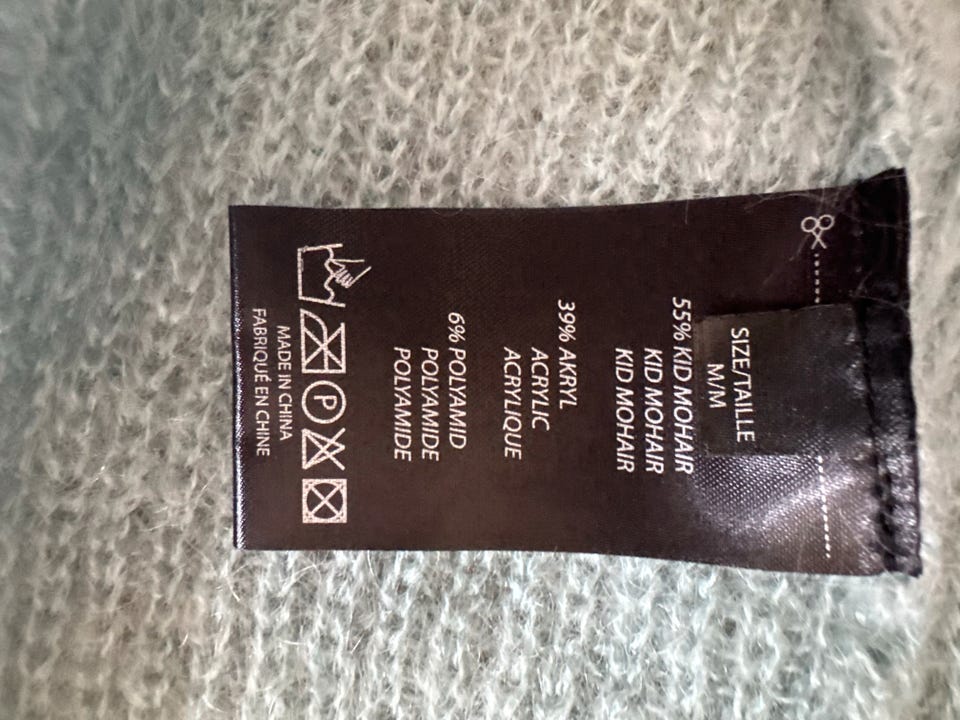 SIZE/TAILLE
M/M
55% KID MOHAIR
KID MOHAIR
KID MOHAIR
39% AKRYL
ACRYLIC
ACRYLIQUE
6% POLYAMID
POLYAMIDE
POLYAMIDE
P
MADE IN CHINA
FABRIQUÉ EN CHINE